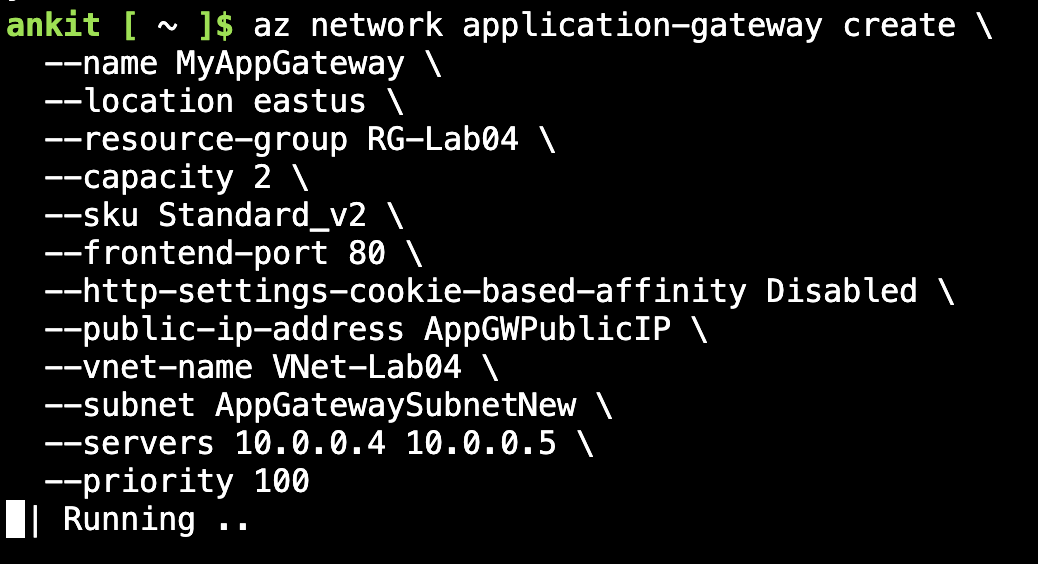 ankit [ ~ ]$ az network application-gateway create \
--name MyAppGateway \
--location eastus \
--resource-group RG-Lab04 \
--capacity 2 \
--sku Standard_v2 \
--frontend-port 80 \
--http-settings-cookie-based-affinity Disabled \
--public-ip-address AppGWPublicIP \
--vnet-name VNet-Lab04 \
--subnet AppGatewaySubnetNew \
--servers 10.0.0.4 10.0.0.5 \
--priority 100
| Running ..